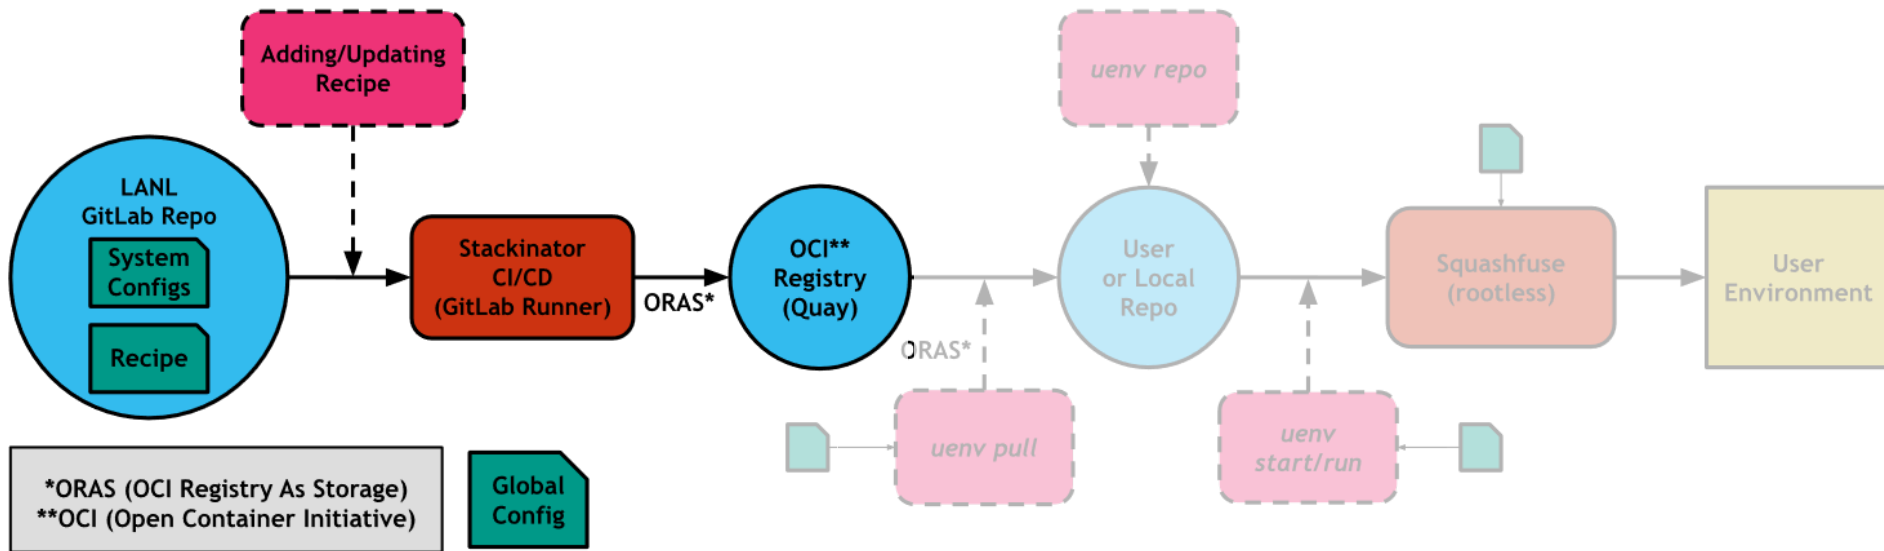 Adding/Updating
Recipe
uenv repo
LANL
GitLab Repo
System
Configs
Recipe
Stackinator
CI/CD
(GitLab Runner)
ORAS*
OCI**
Registry
(Quay)
ORAS*
User
or Local
Repo
Squashfuse
(rootless)
User
Environment
uenv pull
uenv
start/run
*ORAS (OCI Registry As Storage)
**OCI (Open Container Initiative)
Global
Config